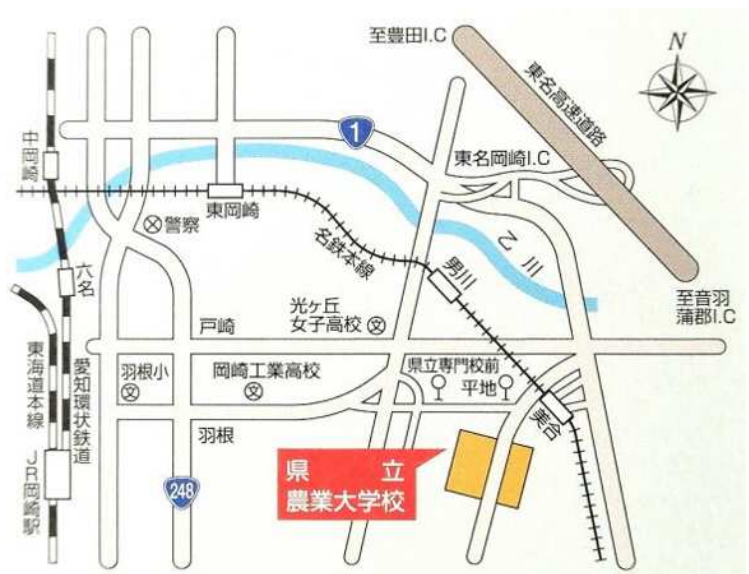 至豊田I.C
N
東名高速道路
1
中岡崎
東名岡崎I.C
東岡崎
警察
名鉄本線
乙川
男川
六名
至音羽
蒲郡I.C
光ヶ丘
女子高校
文
戸崎
東海道本線
愛知環状鉄道
羽根小
文
岡崎工業高校
文
県立専門校前
平地
美合
羽根
県立
農業大学校
JR岡崎駅
248